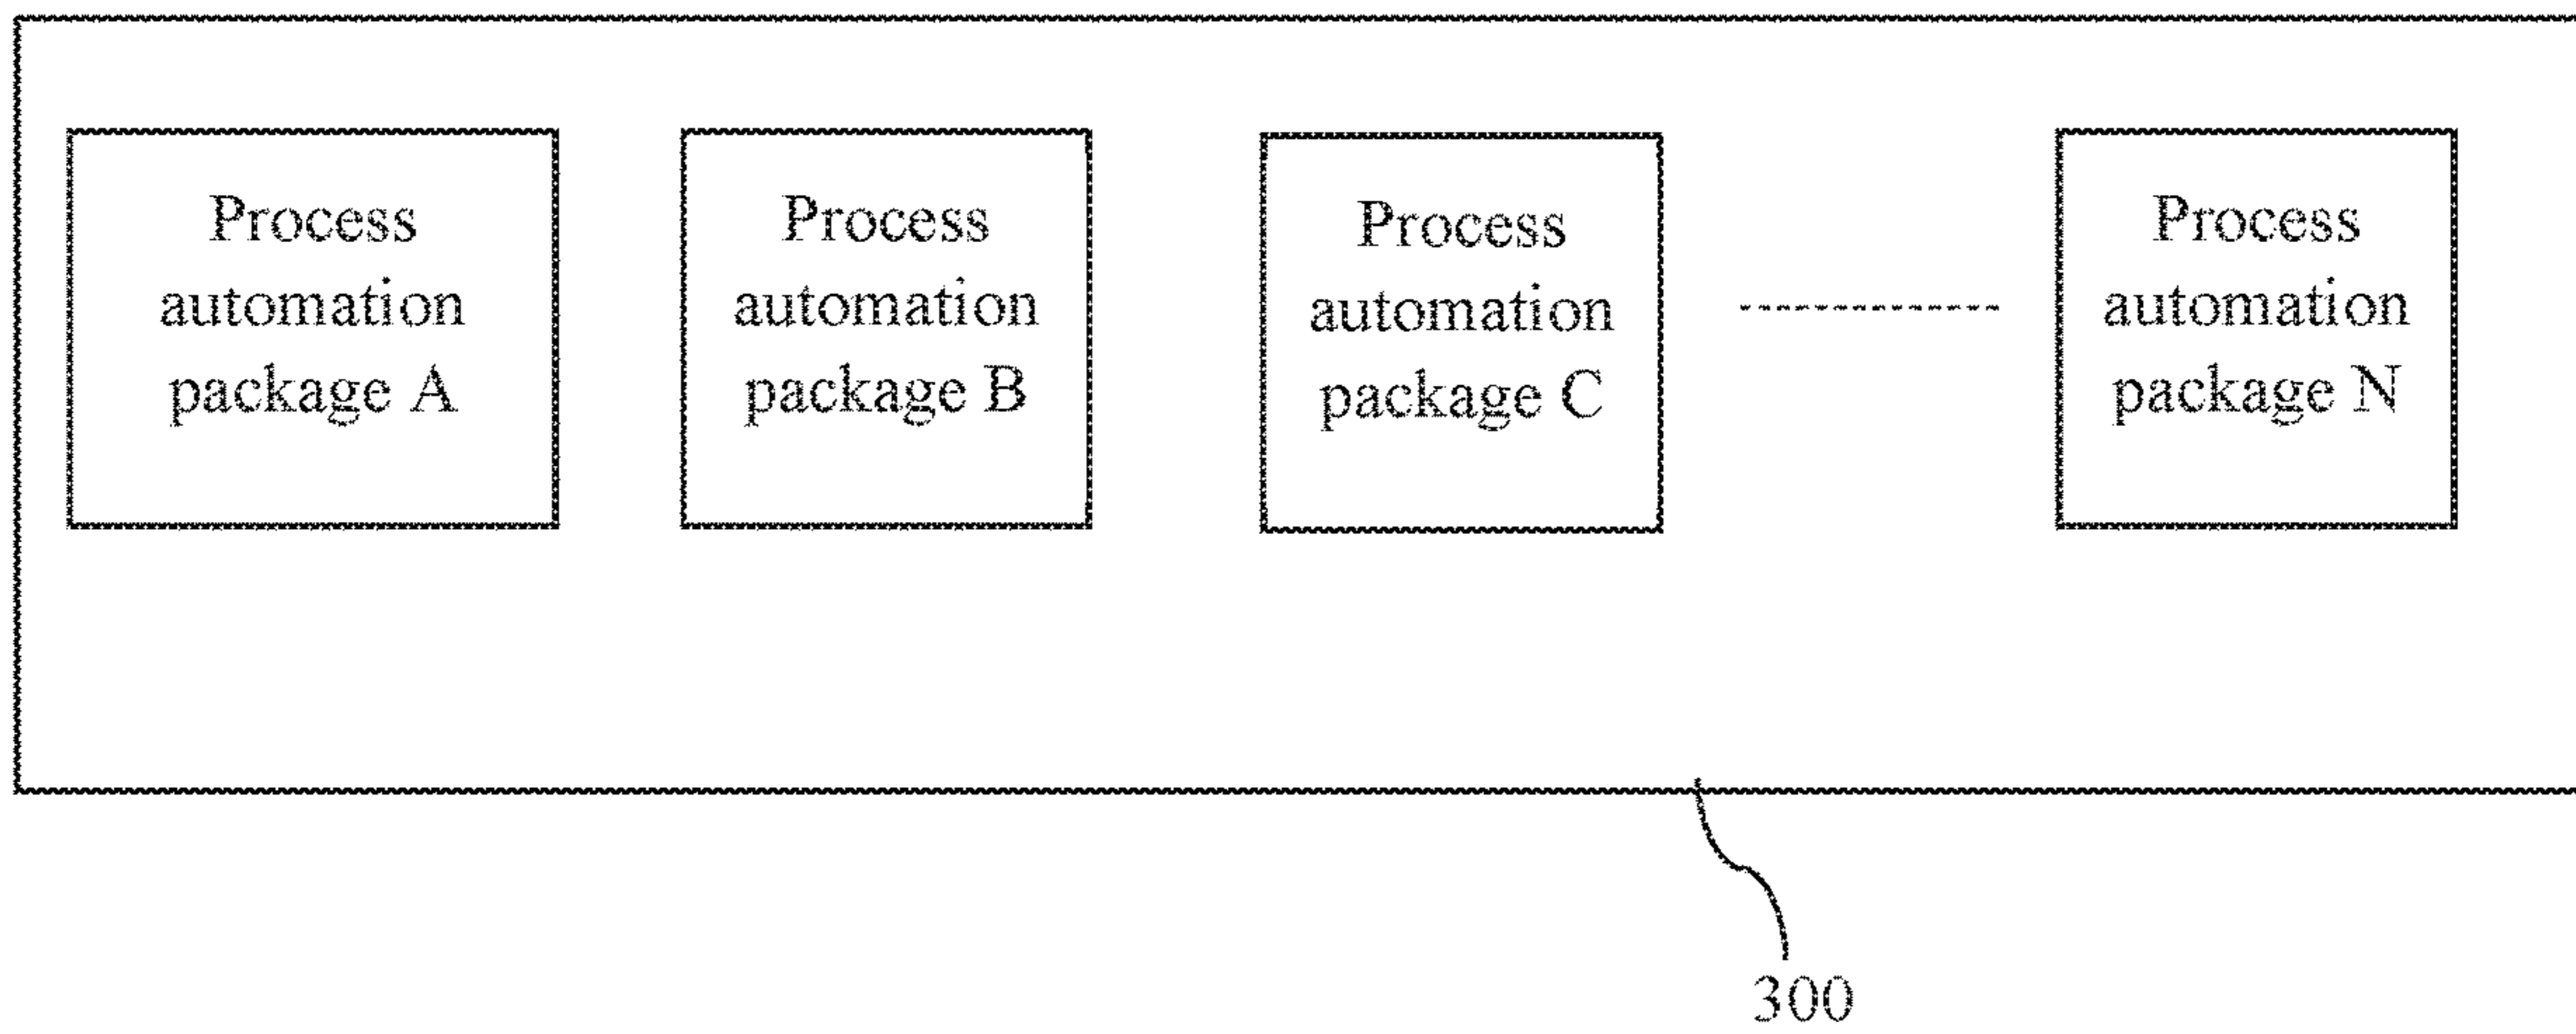 Process
automation
package A
Process
automation
package B
Process
automation
package C
Process
automation
package N
300